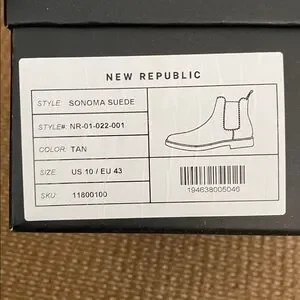 NEW REPUBLIC
STYLE SONOMA SUEDE
STYLE# NR-01-022-001
COLOR TAN
SIZE US 10 / EU 43
SKU 11800100
194638005046